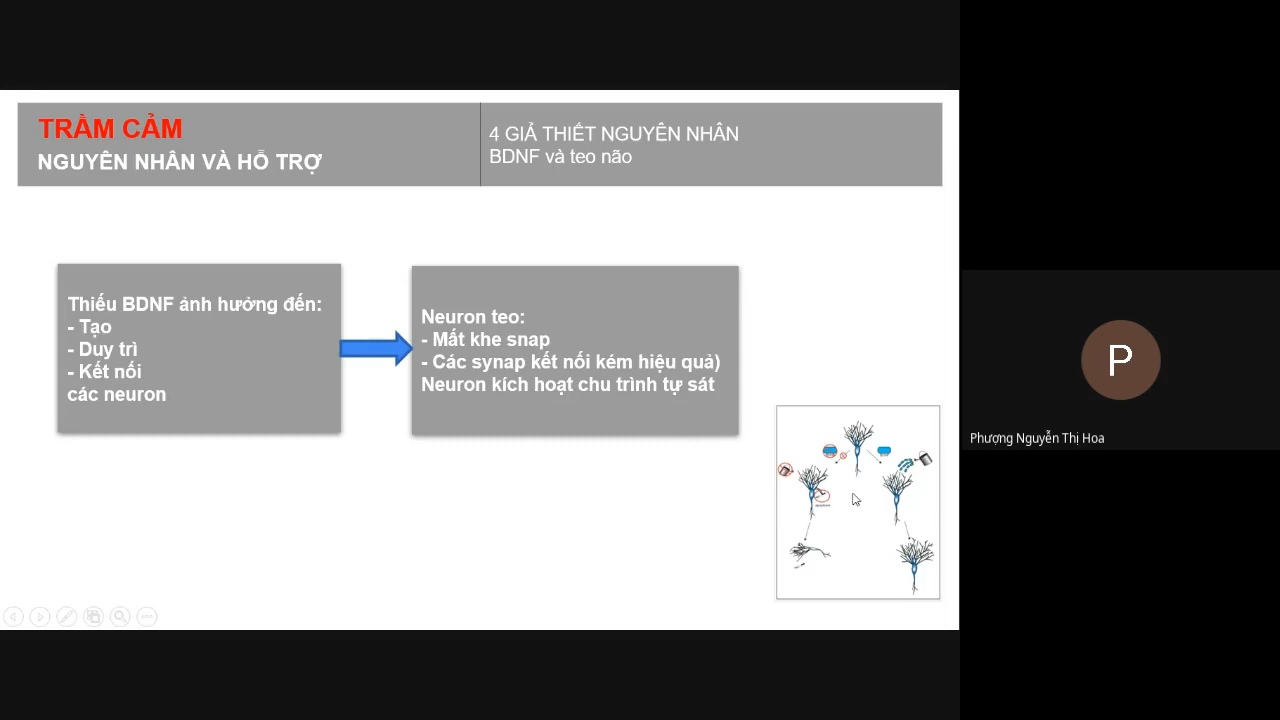 TRẦM CẢM
NGUYÊN NHÂN VÀ HỖ TRỢ
4 GIẢ THIẾT NGUYÊN NHÂN
BDNF và teo não
Thiếu BDNF ảnh hưởng đến:
- Tạo
- Duy trì
- Kết nối
các neuron
Neuron teo:
- Mất khe snap
- Các synap kết nối kém hiệu quả)
Neuron kích hoạt chu trình tự sát
P
Phượng Nguyễn Thị Hoa